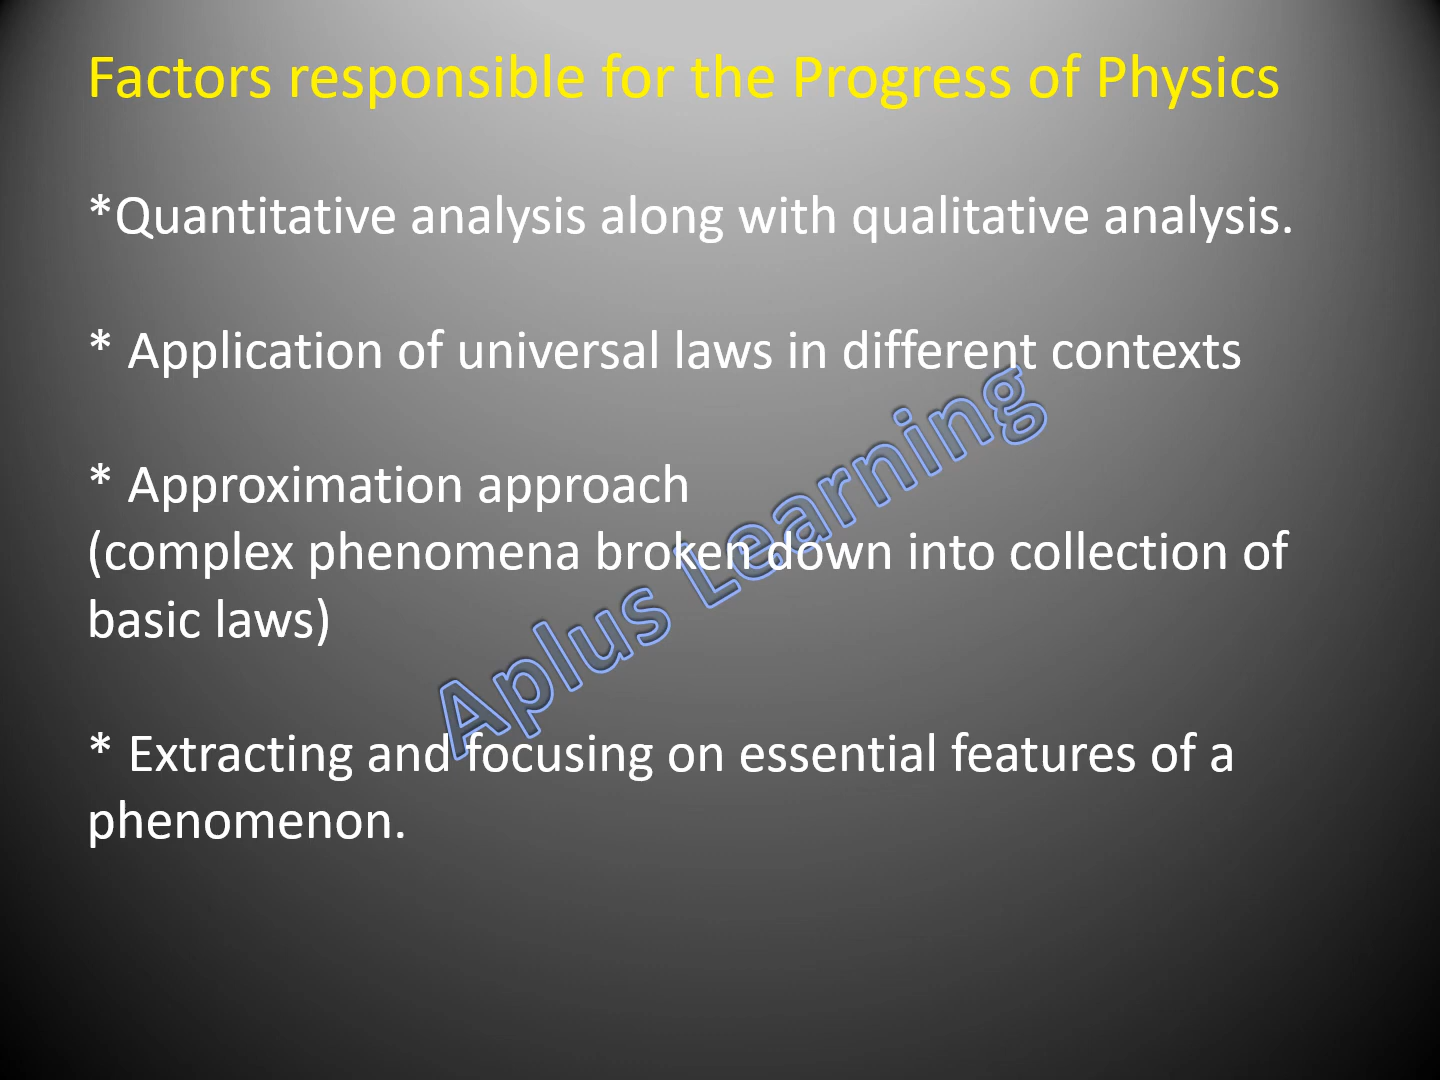 Factors responsible for the Progress of Physics
*Quantitative analysis along with qualitative analysis.
* Application of universal laws in different contexts
* Approximation approach
(complex phenomena broken down into collection of
basic laws)
* Extracting and focusing on essential features of a
phenomenon.
Aplus Learning